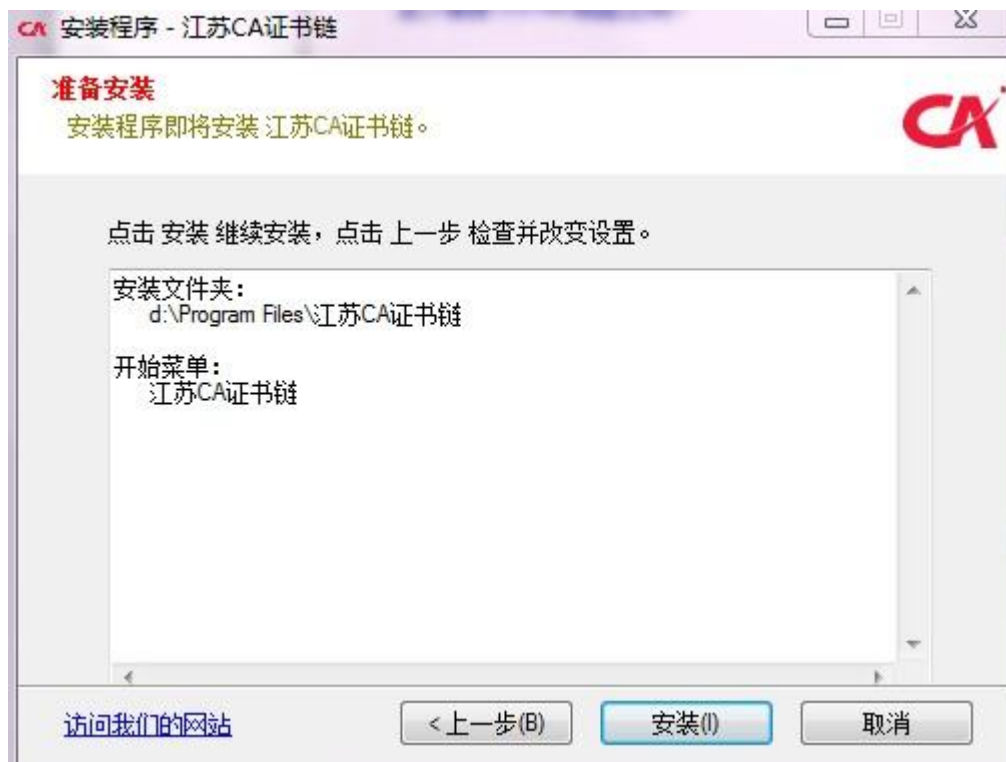 CA 安装程序 - 江苏CA证书链
准备安装
安装程序即将安装 江苏CA证书链。
CA
点击 安装 继续安装，点击 上一步 检查并改变设置。
安装文件夹：
d:\Program Files\江苏CA证书链
开始菜单：
江苏CA证书链
访问我们的网站
<上一步(B)
安装(I)
取消